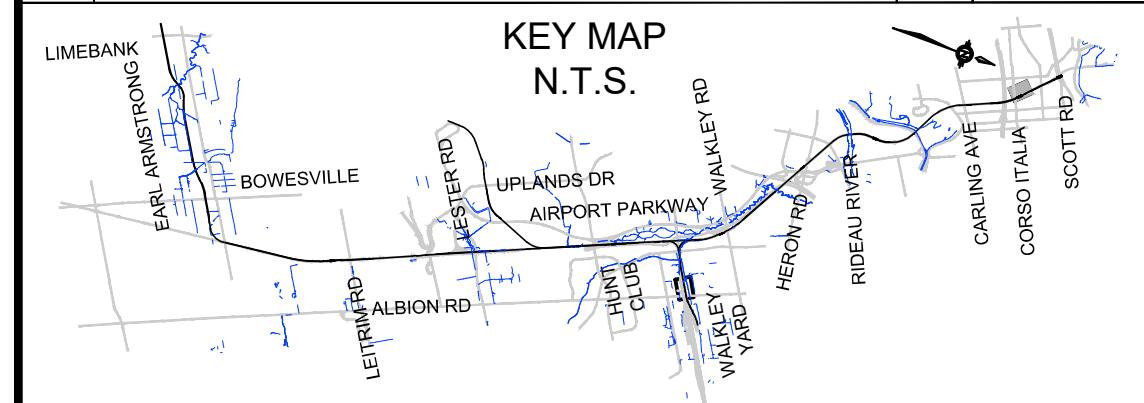 KEY MAP
N.T.S.
LIMEBANK
EARL ARMSTRONG
BOWESVILLE
LESTER RD
UPLANDS DR
AIRPORT PARKWAY
WALKLEY RD
HERON RD
RIDEAU RIVER
CARLING AVE
CORSO ITALIA
SCOTT RD
LEITRIM RD
ALBION RD
HUNT
CLUB
WALKLEY
YARD
N